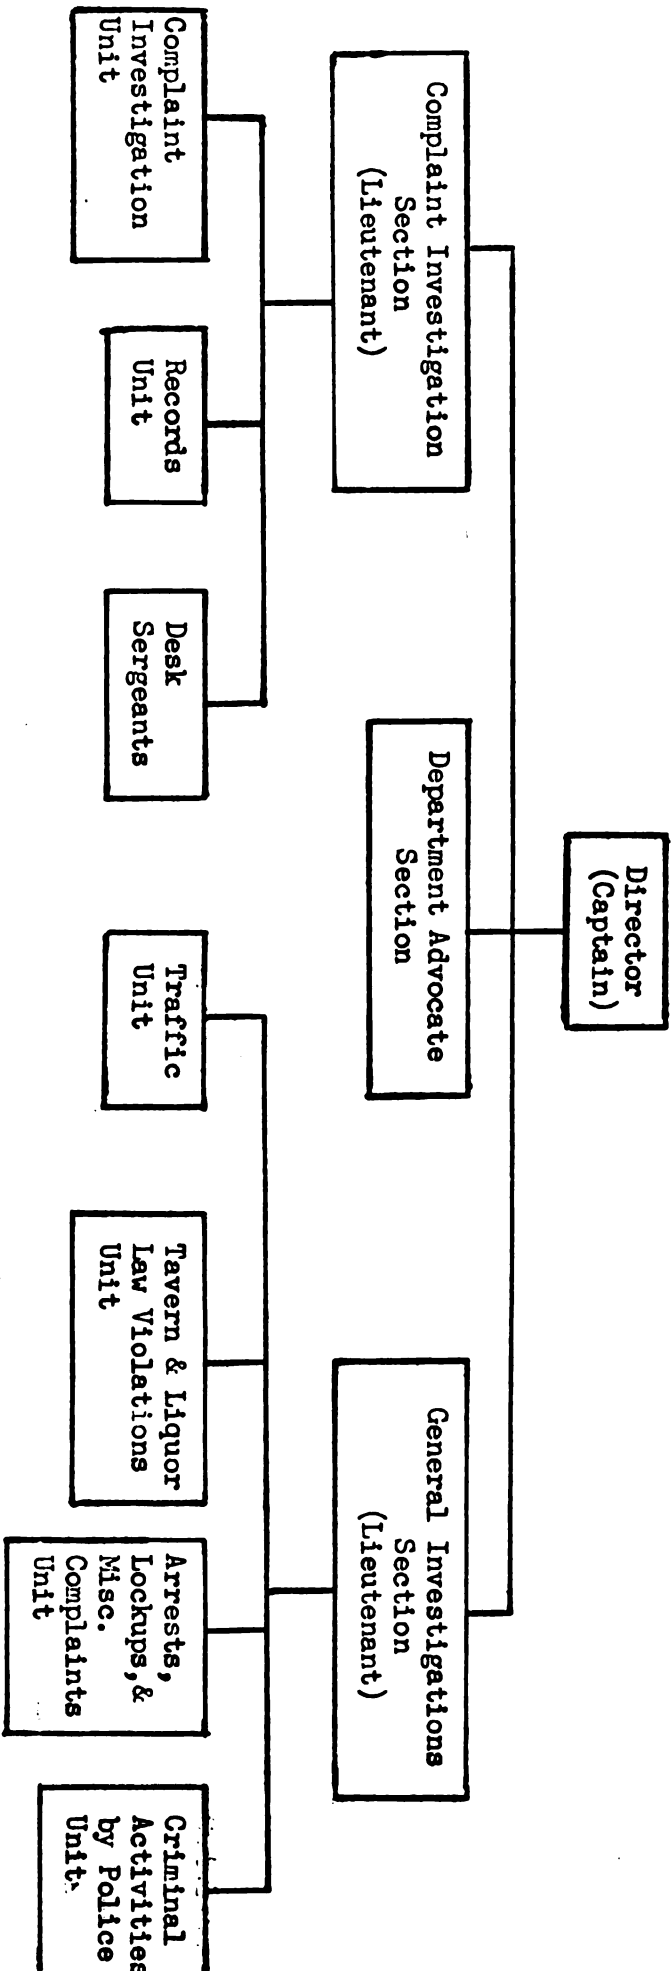 Director
(Captain)
Complaint Investigation
Section
(Lieutenant)
Department Advocate
Section
General Investigations
Section
(Lieutenant)
Complaint
Investigation
Unit
Records
Unit
Desk
Sergeants
Traffic
Unit
Tavern & Liquor
Law Violations
Unit
Arrests,
Lockups,&
Misc.
Complaints
Unit
Criminal
Activities
by Police
Unit